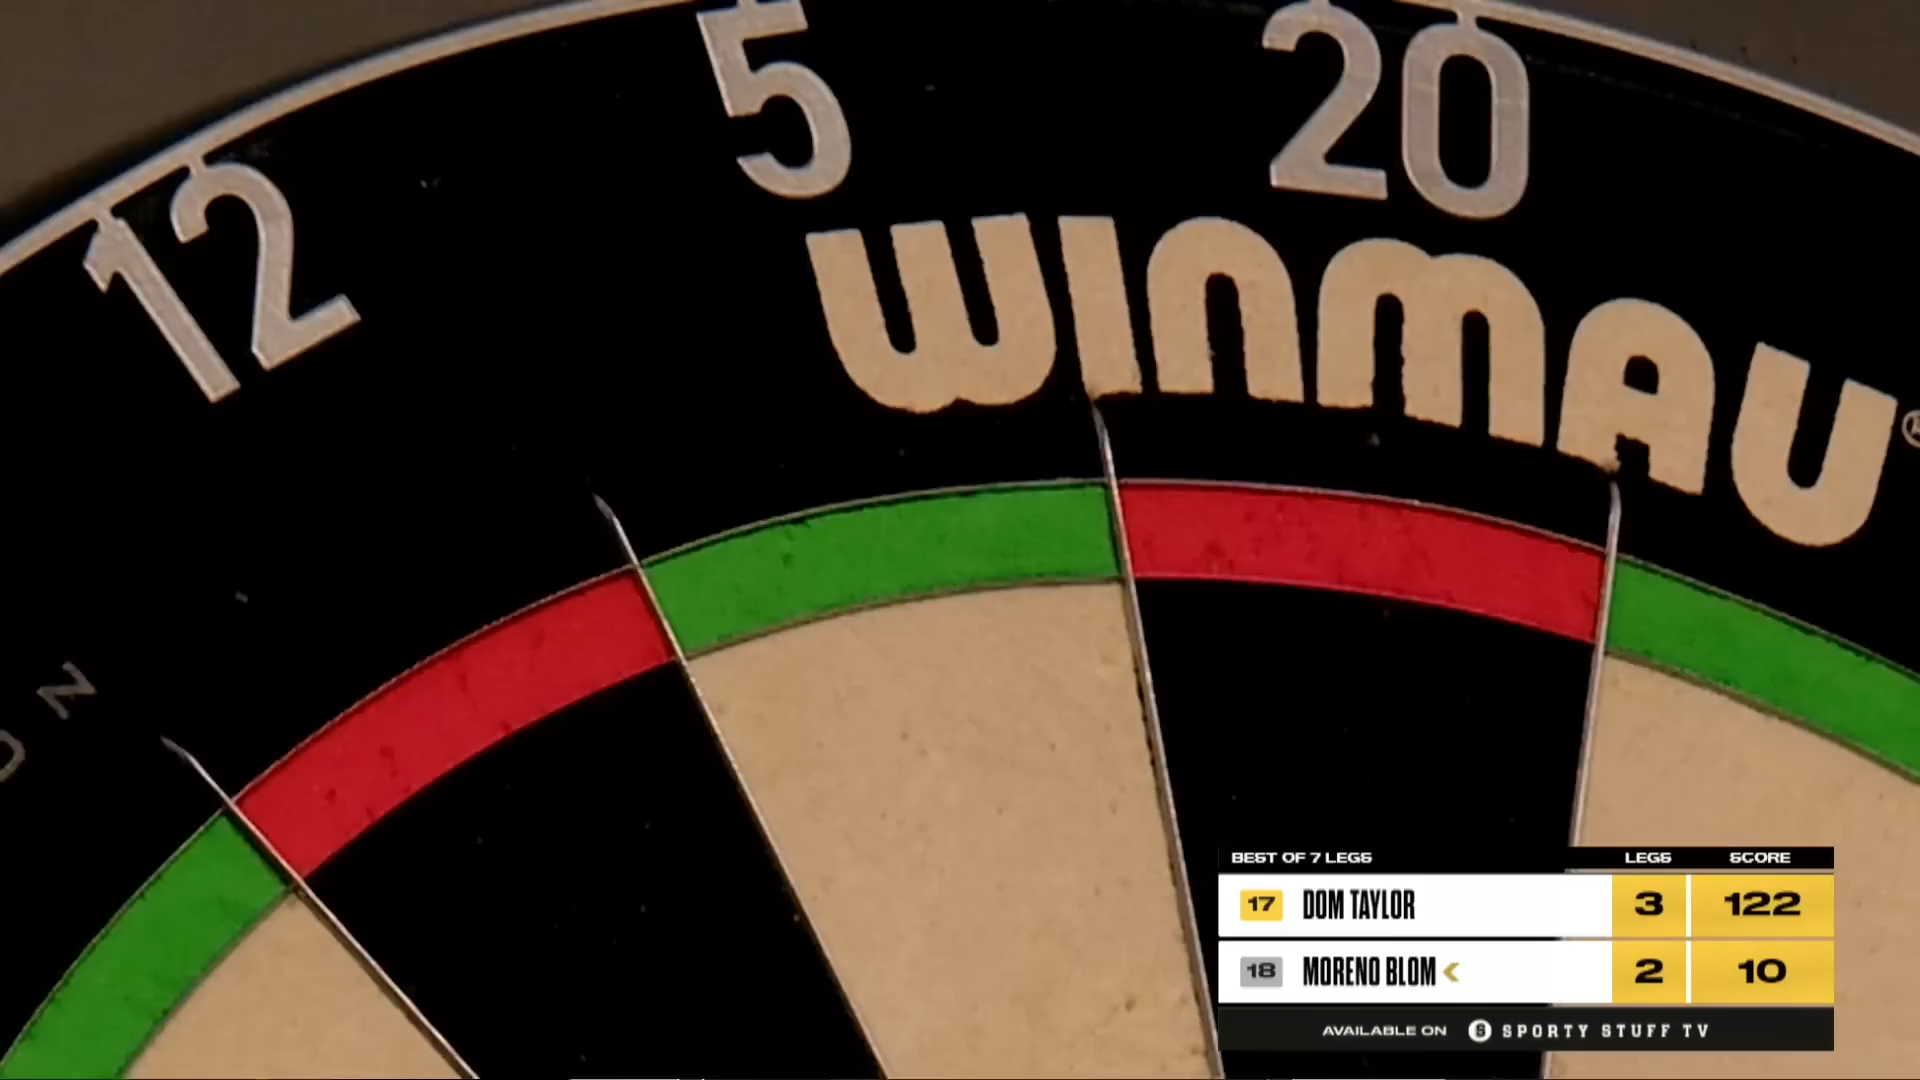 12
5
20
WINMAU®
O N
BEST OF 7 LEGS LEGS SCORE
17 DOM TAYLOR 3 122
18 MORENO BLOM 2 10
AVAILABLE ON S SPORTY STUFF TV